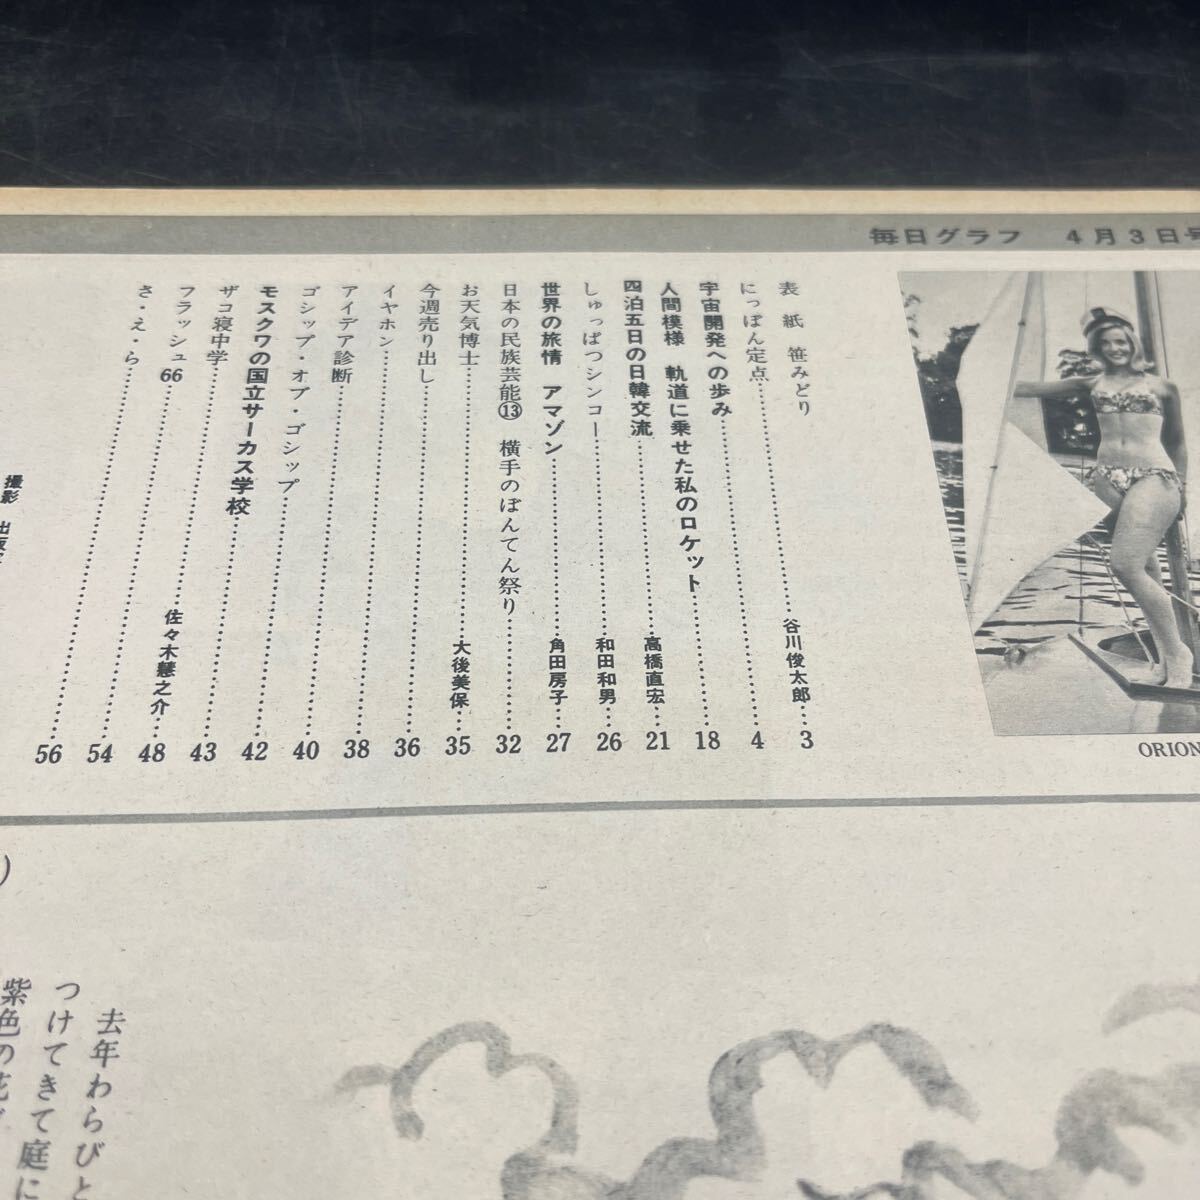 毎日グラフ 4月3日号
表紙 笹みどり
にっぽん定点……谷川俊太郎…3
宇宙開発への歩み……4
人間模様 軌道に乗せた私のロケット……18
四泊五日の日韓交流……高橋直宏…21
しゅっぱつシンコー……和田和男…26
世界の旅情 アマゾン……角田房子…27
日本の民族芸能⑬ 横手のぼんてん祭り……32
お天気博士……大後美保…35
今週売り出し……36
イヤホン……38
アイデア診断……40
ゴシップ・オブ・ゴシップ……42
モスクワの国立サーカス学校……43
ザコ寝中学……佐々木慧之介…48
フラッシュ66……54
さ・え・ら……56
撮影 出版
ORION
去年わらびと
つけてきて庭に
紫色の花